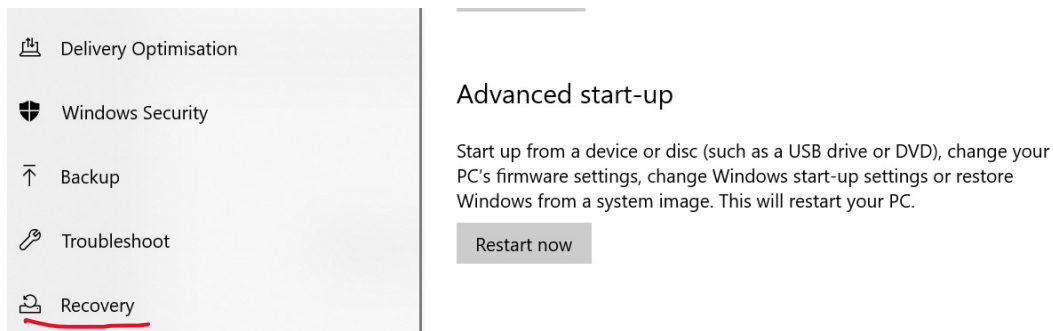 Delivery Optimisation
Windows Security
Backup
Troubleshoot
Recovery
Advanced start-up
Start up from a device or disc (such as a USB drive or DVD), change your
PC's firmware settings, change Windows start-up settings or restore
Windows from a system image. This will restart your PC.
Restart now